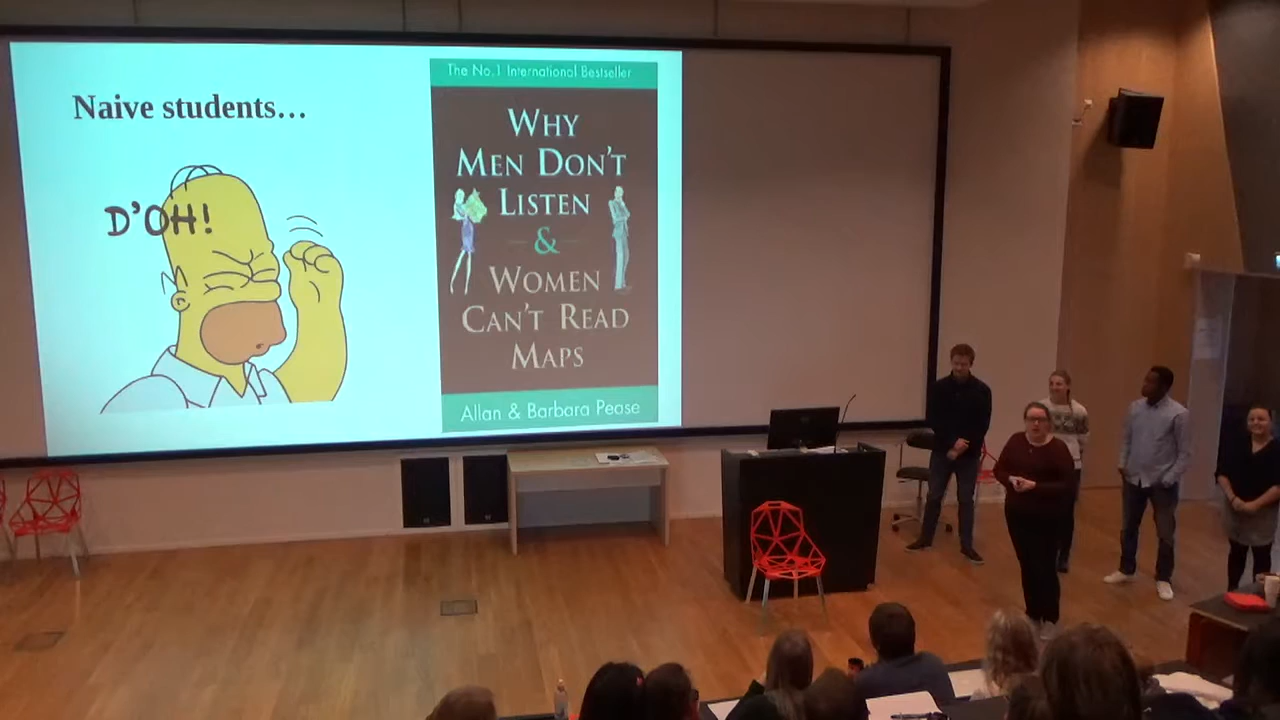 Naive students…
D'OH!
The No.1 International Bestseller
WHY
MEN DON'T
LISTEN
&
WOMEN
CAN'T READ
MAPS
Allan & Barbara Pease